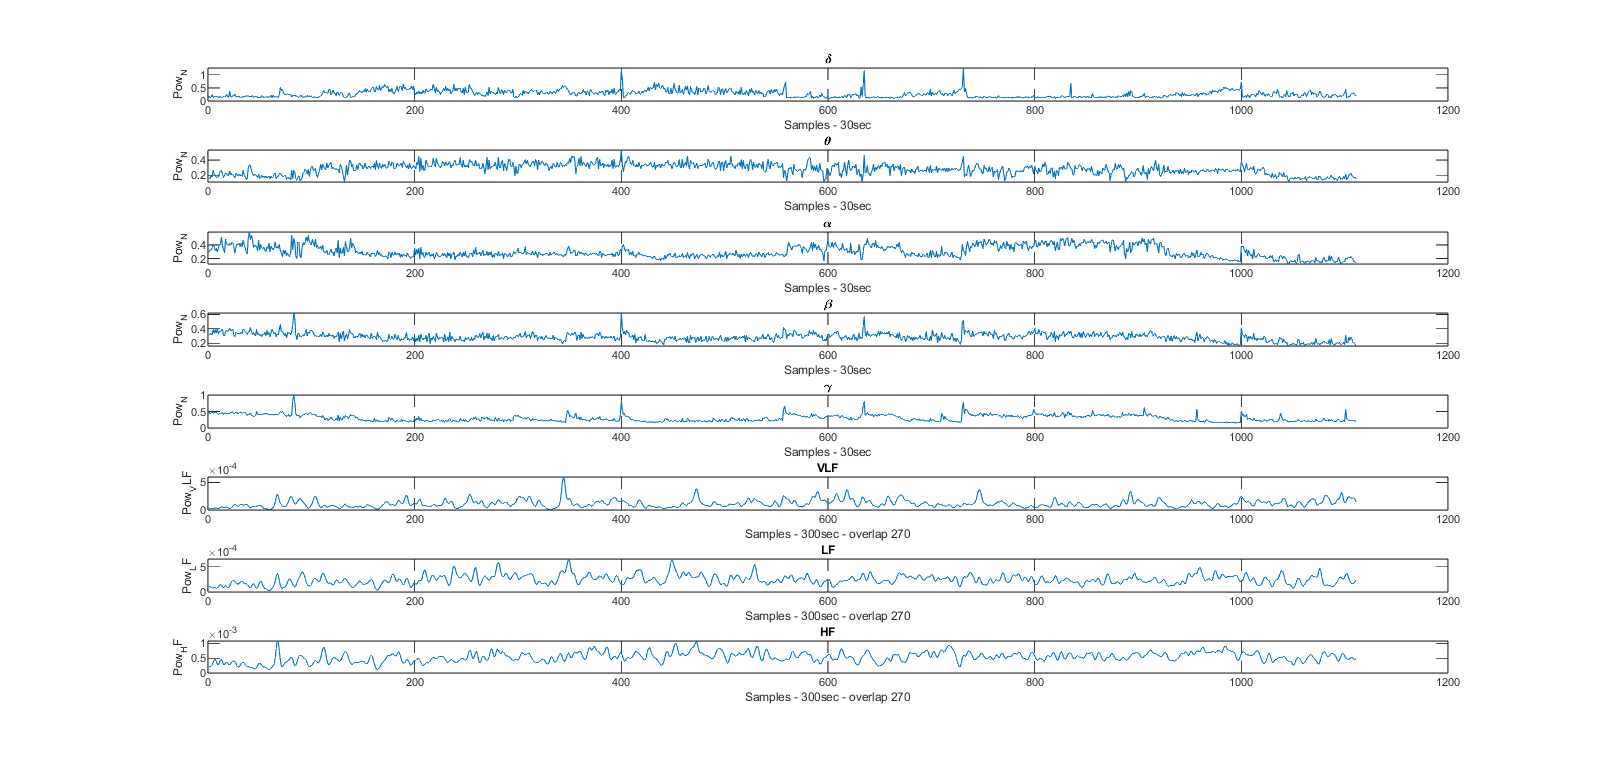 δ
Pow_N
1
0.5
0
0 200 400 600 800 1000 1200
Samples - 30sec
θ
Pow_N
0.4
0.2
0 200 400 600 800 1000 1200
Samples - 30sec
α
Pow_N
0.4
0.2
0 200 400 600 800 1000 1200
Samples - 30sec
β
Pow_N
0.6
0.4
0.2
0 200 400 600 800 1000 1200
Samples - 30sec
γ
Pow_N
1
0.5
0
0 200 400 600 800 1000 1200
Samples - 30sec
×10^-4
VLF
Pow_VLF
5
0
0 200 400 600 800 1000 1200
Samples - 300sec - overlap 270
×10^-4
LF
Pow_LF
5
0
0 200 400 600 800 1000 1200
Samples - 300sec - overlap 270
×10^-3
HF
Pow_HF
1
0.5
0
0 200 400 600 800 1000 1200
Samples - 300sec - overlap 270